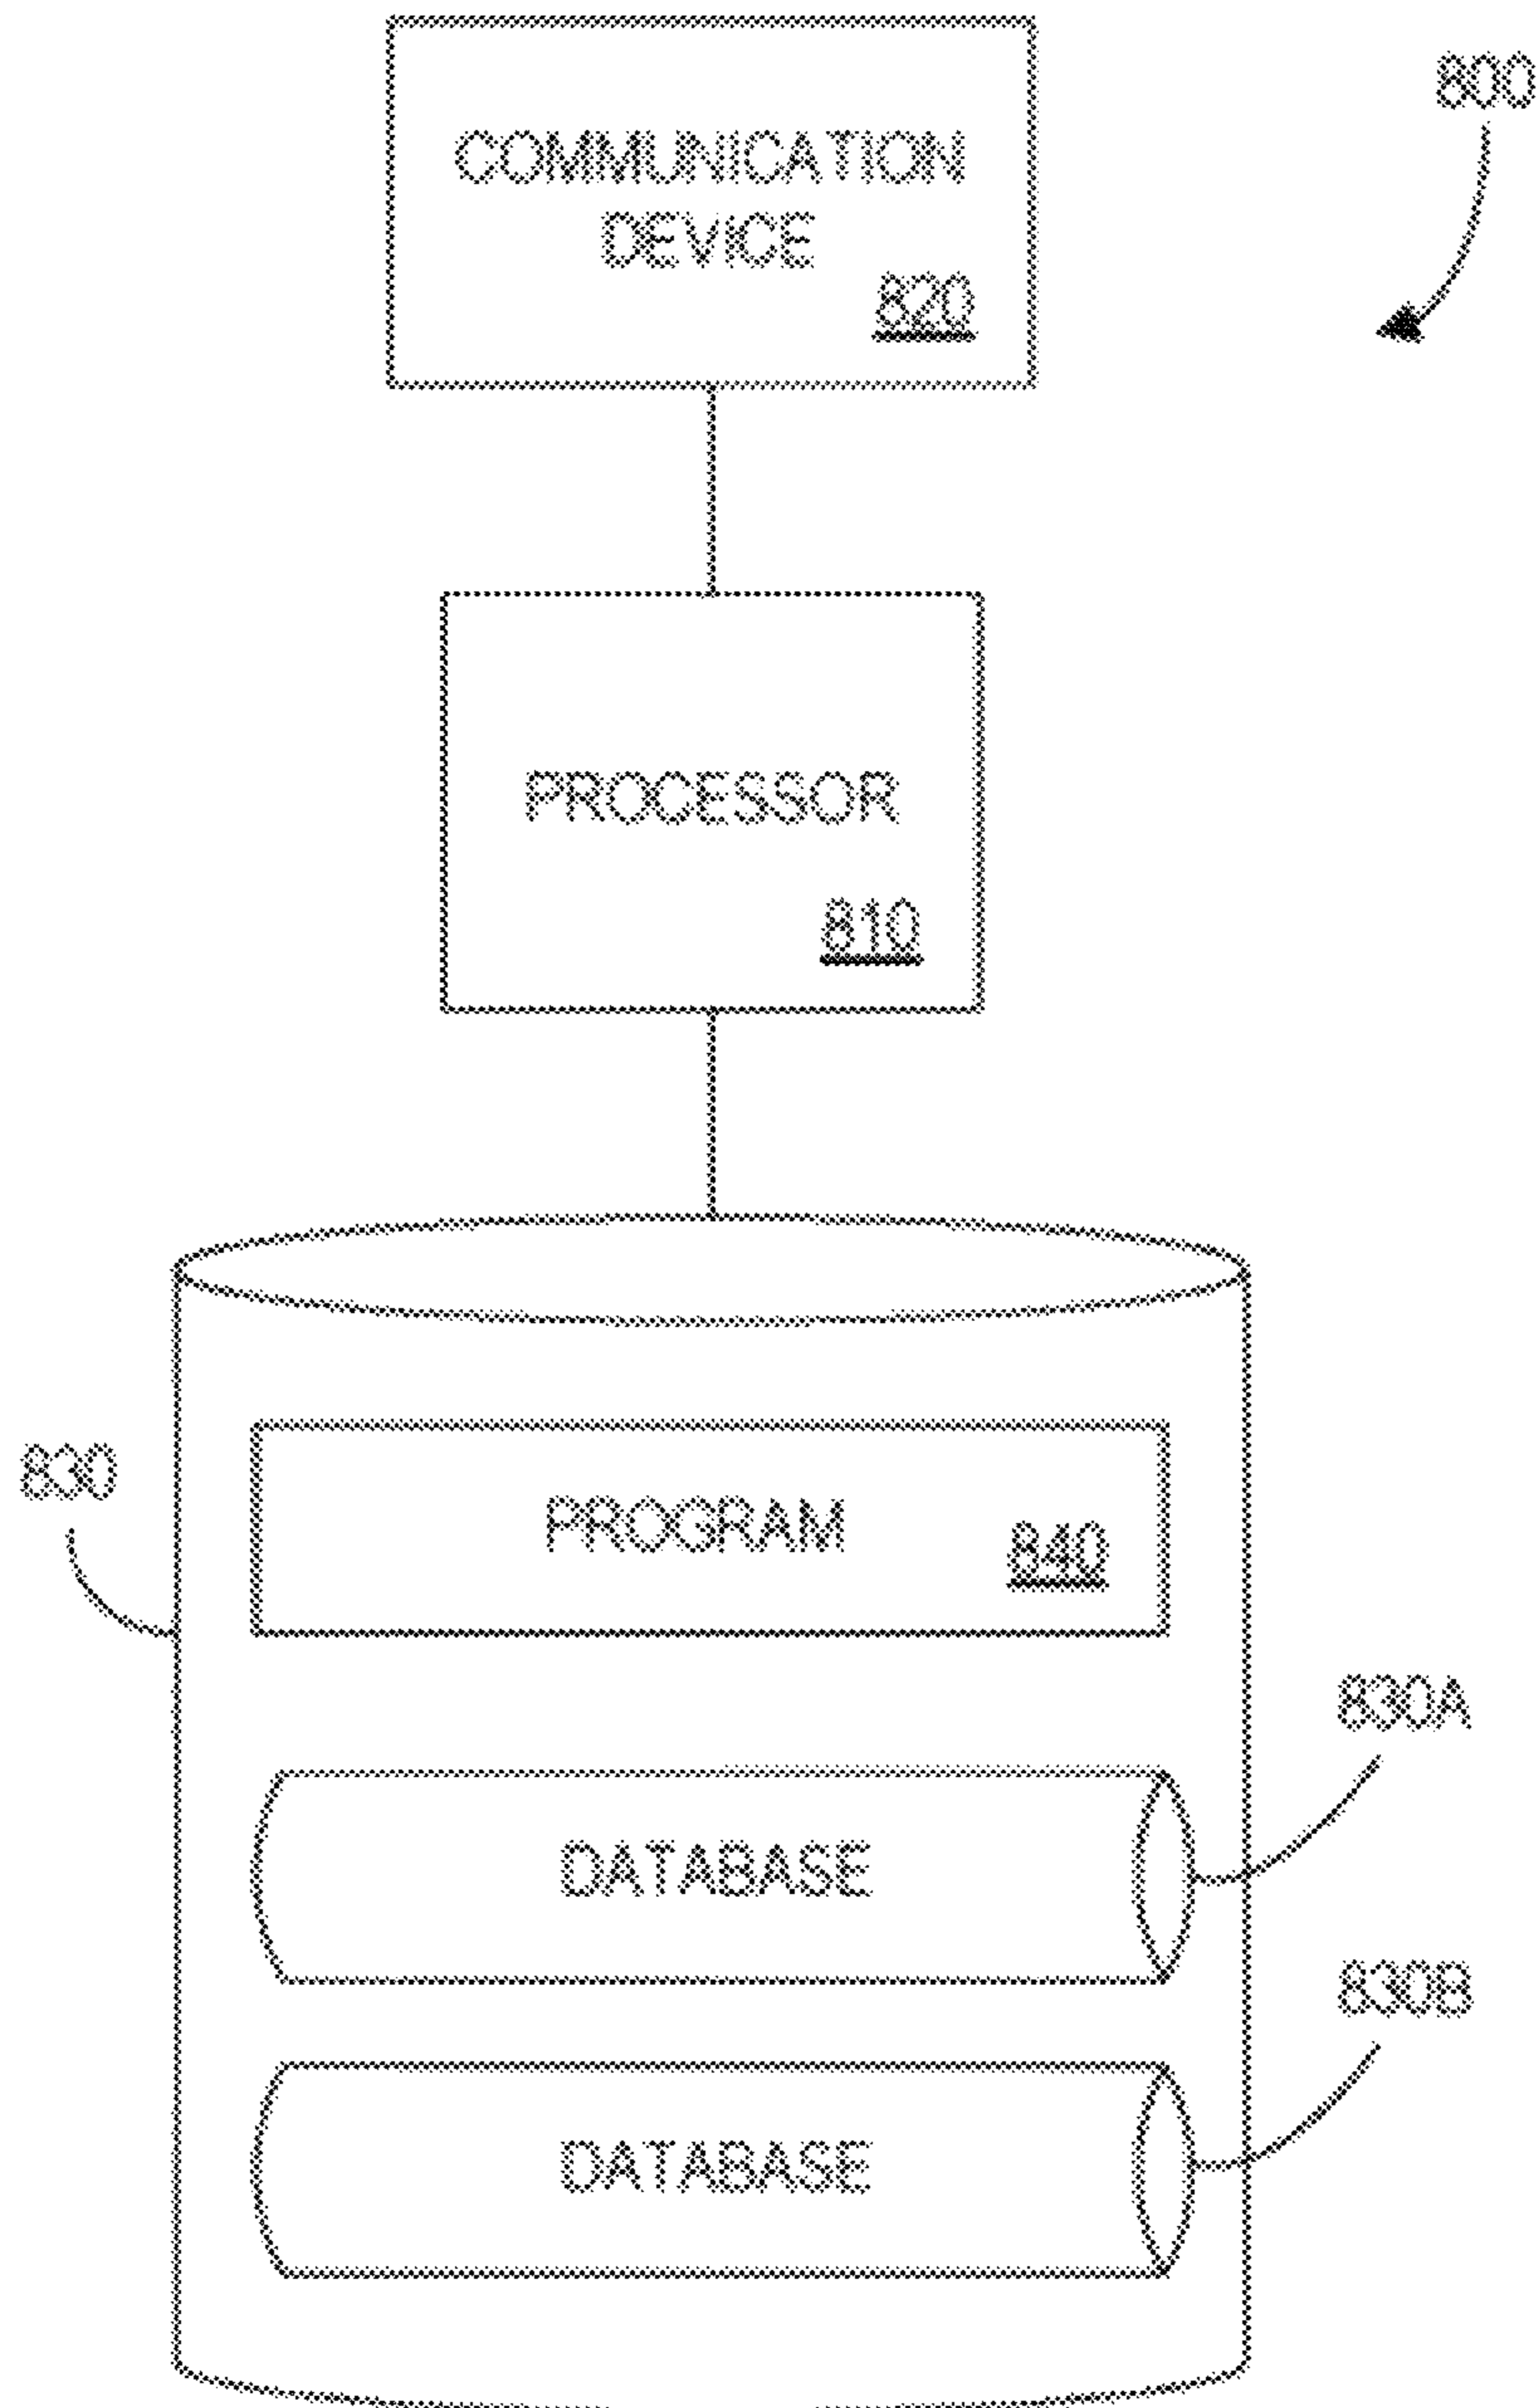 800
COMMUNICATION
DEVICE
820
PROCESSOR
810
830
PROGRAM
840
830A
DATABASE
830B
DATABASE